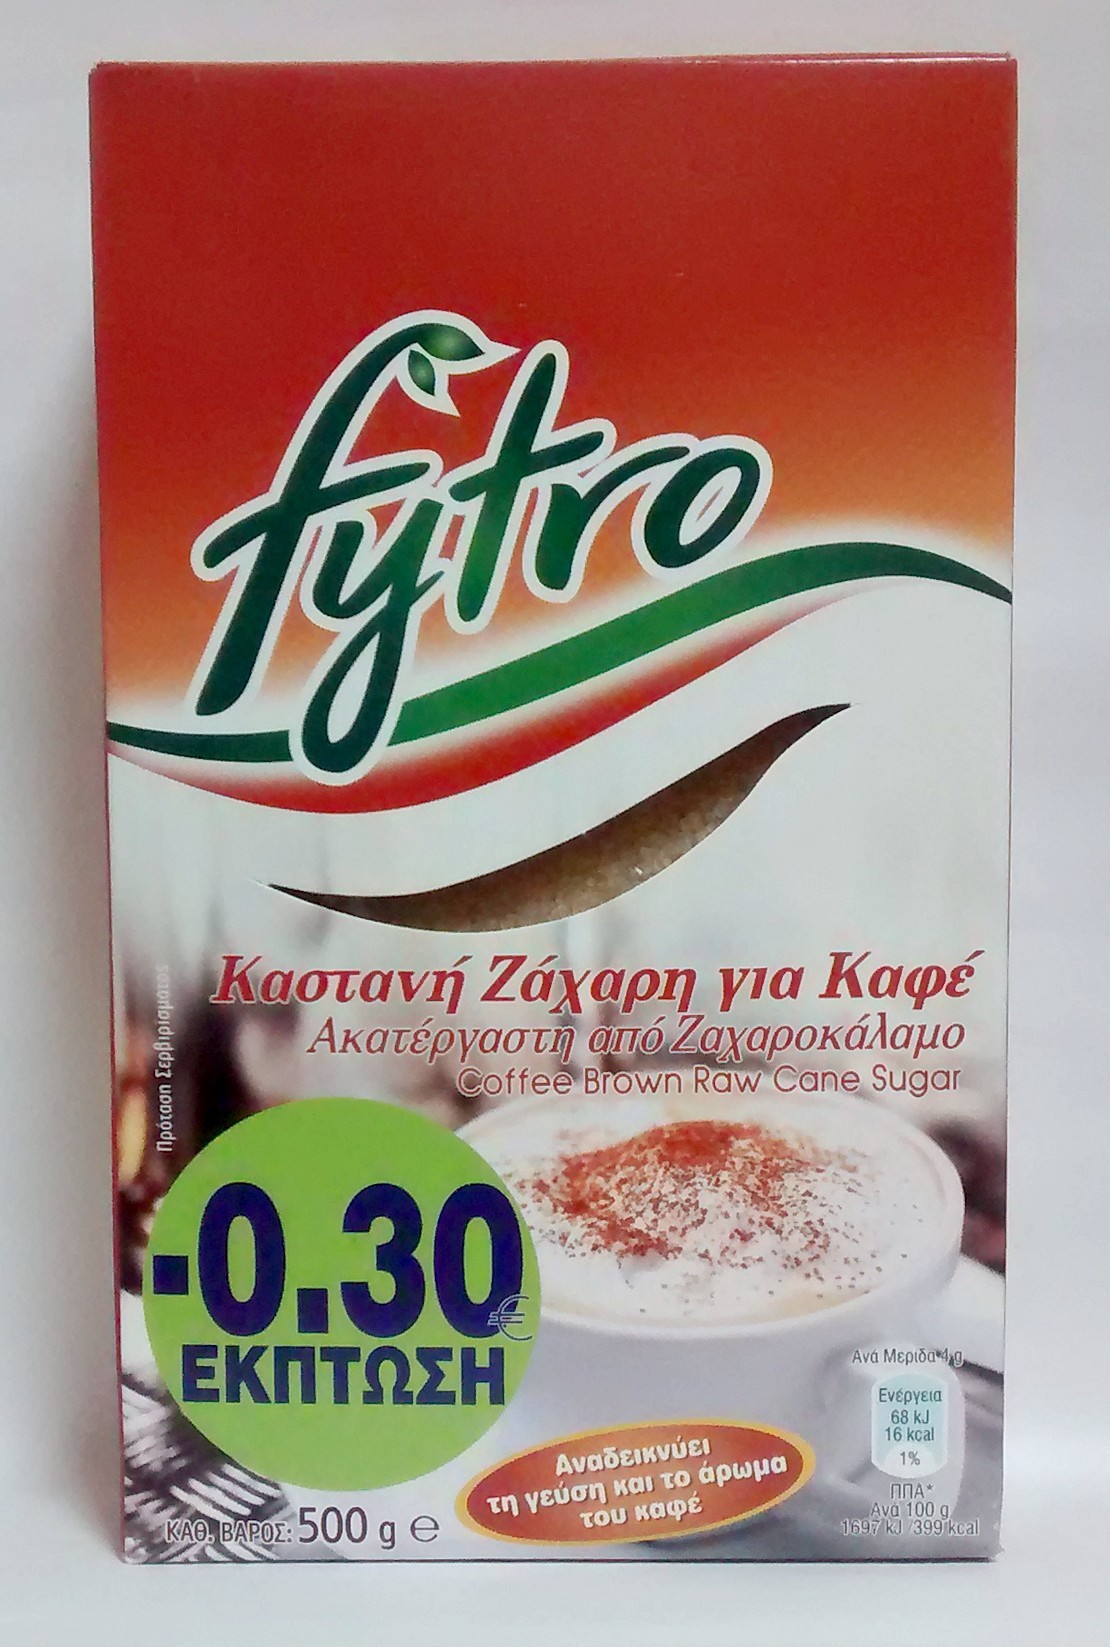 fytro
Καστανή Ζάχαρη για Καφέ
Ακατέργαστη από Ζαχαροκάλαμο
Coffee Brown Raw Cane Sugar
Πρόταση Σερβιρίσματος
-0.30€
ΕΚΠΤΩΣΗ
Αναδεικνύει
τη γεύση και το άρωμα
του καφέ
ΚΑΘ. ΒΑΡΟΣ: 500 g e
Ανά Μερίδα*4 g
Ενέργεια
68 kJ
16 kcal
1%
ΠΠΑ*
Ανά 100 g
1697 kJ /399 kcal